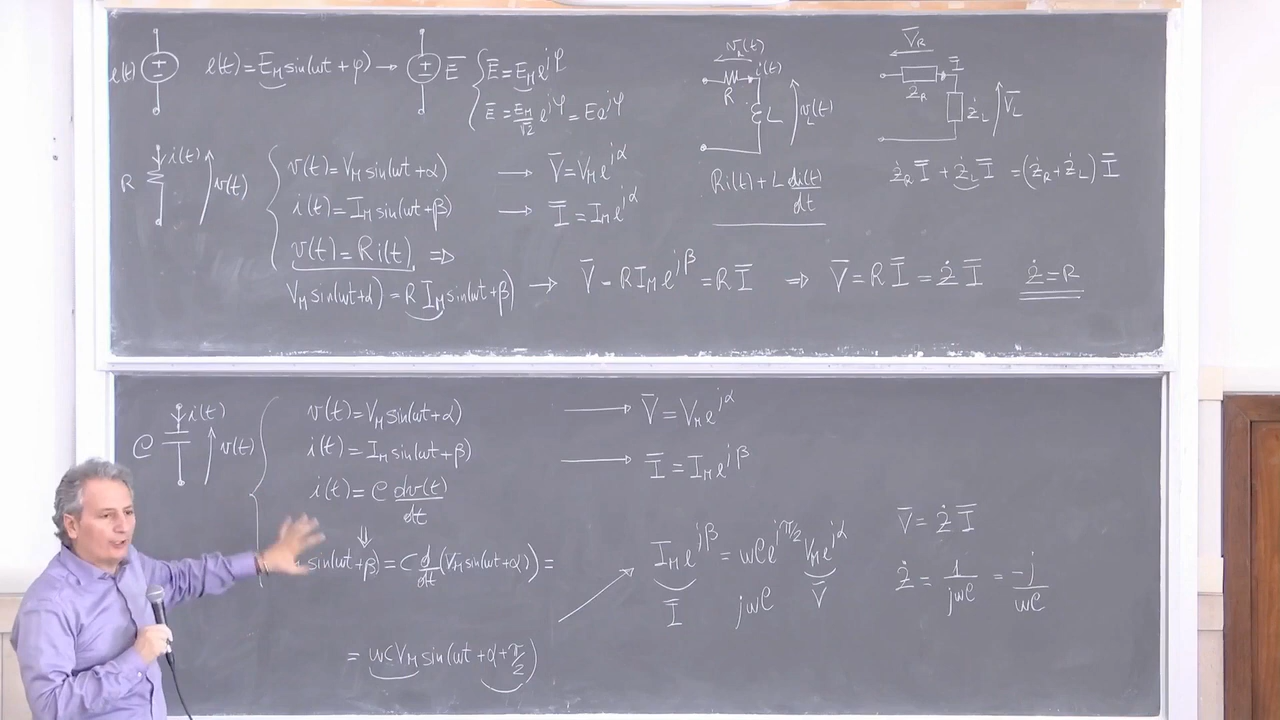 e(t) e(t) = E_M sin(ωt + φ) → E̅ { E̅ = E_M e^{jφ}
E̅ = E_M/√2 e^{jφ} = E e^{jφ}
R i(t) v(t)
v(t) = V_M sin(ωt + α) → V̅ = V_M e^{jα}
i(t) = I_M sin(ωt + β) → I̅ = I_M e^{jα}
v(t) = R i(t) ⇒
V_M sin(ωt + α) = R I_M sin(ωt + β) → V̅ = R I_M e^{jβ} = R I̅ ⇒ V̅ = R I̅ = Ż I̅ Ż = R
v_R(t) i(t) R L v_L(t)
R i(t) + L di(t)/dt
V̅_R I̅ Ż_R Ż_L V̅_L
Ż_R I̅ + Ż_L I̅ = (Ż_R + Ż_L) I̅
C i(t) v(t)
v(t) = V_M sin(ωt + α) → V̅ = V_M e^{jα}
i(t) = I_M sin(ωt + β) → I̅ = I_M e^{jβ}
i(t) = C dv(t)/dt
⇓
sin(ωt + β) = C d/dt (V_M sin(ωt + α)) =
= ωC V_M sin(ωt + α + π/2)
I_M e^{jβ} = ωC e^{jπ/2} V_M e^{jα}
I̅ jωC V̅
V̅ = Ż I̅
Ż = 1/jωC = -j/ωC